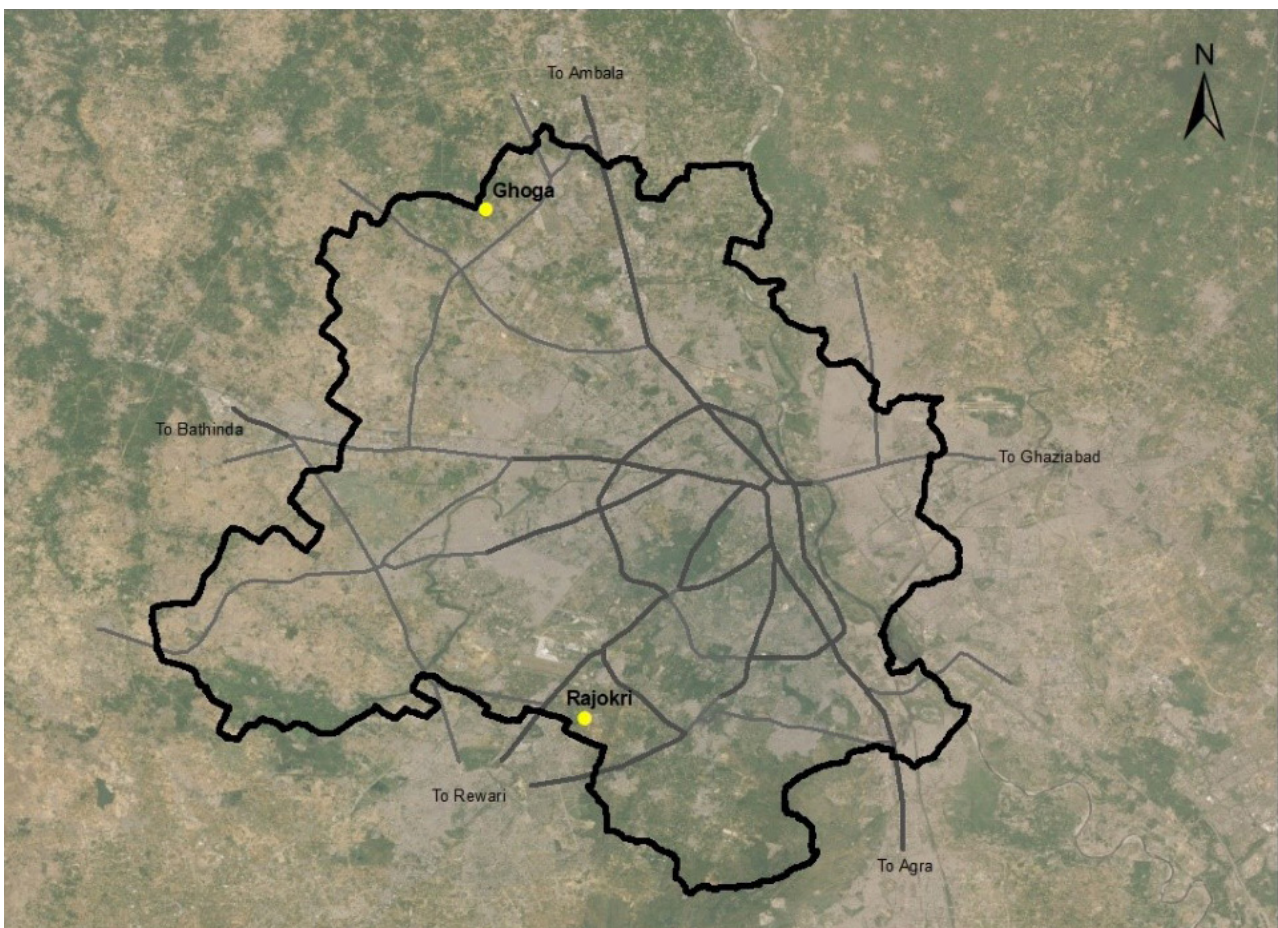 N
To Ambala
Ghoga
To Bathinda
To Ghaziabad
Rajokri
To Rewari
To Agra